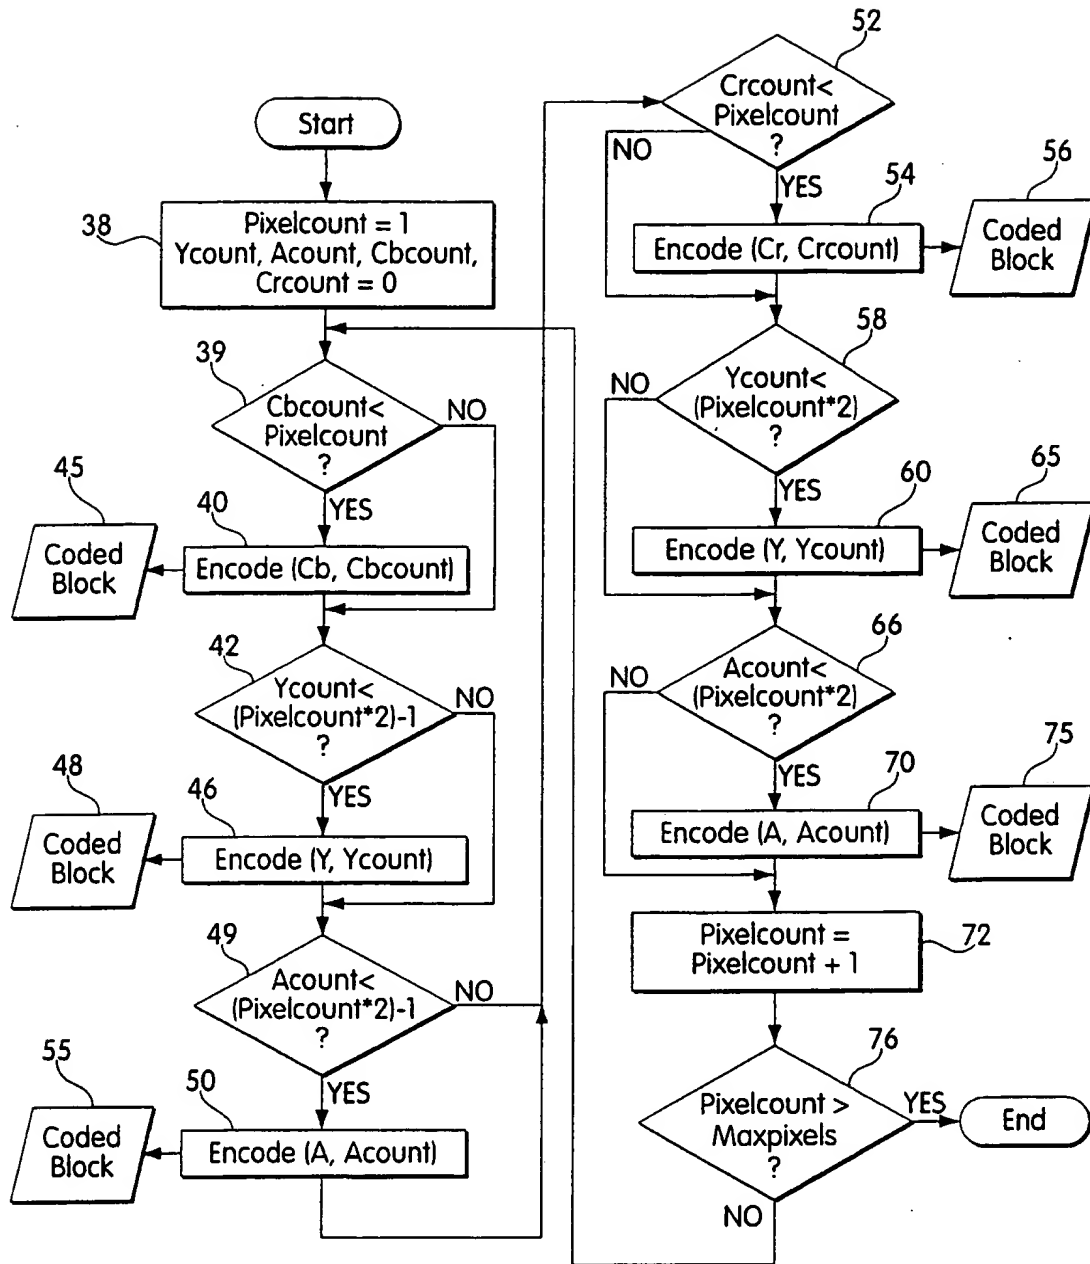 Start
38
Pixelcount = 1
Ycount, Acount, Cbcount,
Crcount = 0
39
Cbcount<
Pixelcount
?
NO
YES
45
Coded
Block
40
Encode (Cb, Cbcount)
42
Ycount<
(Pixelcount*2)-1
?
NO
YES
48
Coded
Block
46
Encode (Y, Ycount)
49
Acount<
(Pixelcount*2)-1
?
NO
YES
55
Coded
Block
50
Encode (A, Acount)
52
Crcount<
Pixelcount
?
NO
YES
54
Encode (Cr, Crcount)
56
Coded
Block
58
Ycount<
(Pixelcount*2)
?
NO
YES
60
Encode (Y, Ycount)
65
Coded
Block
66
Acount<
(Pixelcount*2)
?
NO
YES
70
Encode (A, Acount)
75
Coded
Block
Pixelcount =
Pixelcount + 1
72
76
Pixelcount >
Maxpixels
?
YES
End
NO